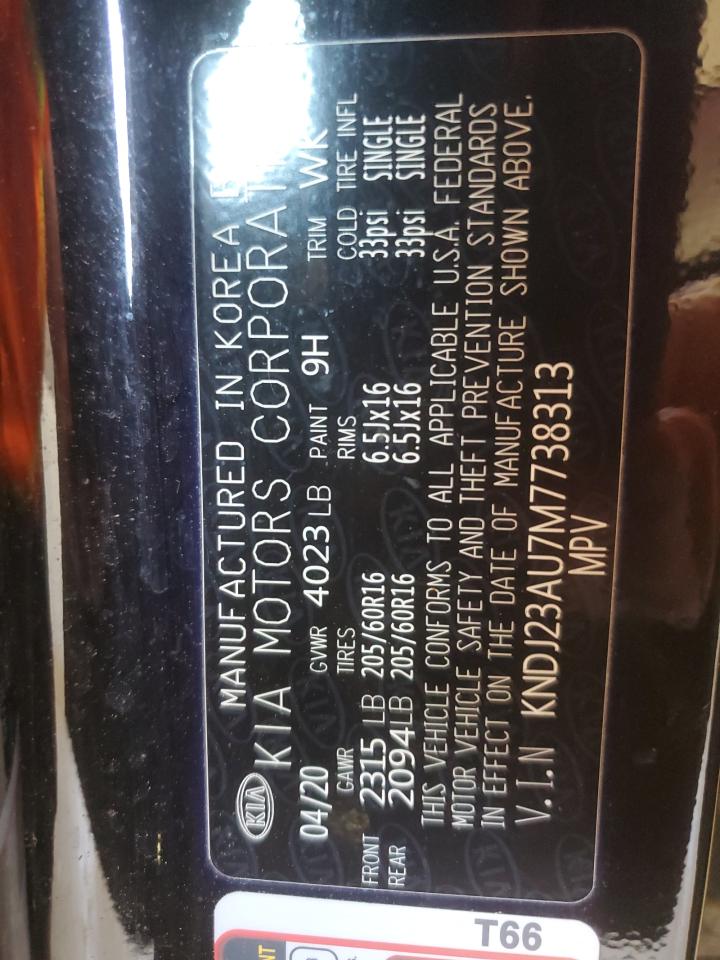 MANUFACTURED IN KOREA
KIA KIA MOTORS
04/20 GVWR 4023 LB PAINT 9H TRIM WK
GAWR TIRES RIMS COLD TIRE INFL
FRONT 2315 LB 205/60R16 6.5Jx16 33psi SINGLE
REAR 2094LB 205/60R16 6.5Jx16 33psi SINGLE
THIS VEHICLE CONFORMS TO ALL APPLICABLE U.S.A. FEDERAL
MOTOR VEHICLE SAFETY AND THEFT PREVENTION STANDARDS
IN EFFECT ON THE DATE OF MANUFACTURE SHOWN ABOVE.
V.I.N KNDJ23AU7M7738313
MPV
T66